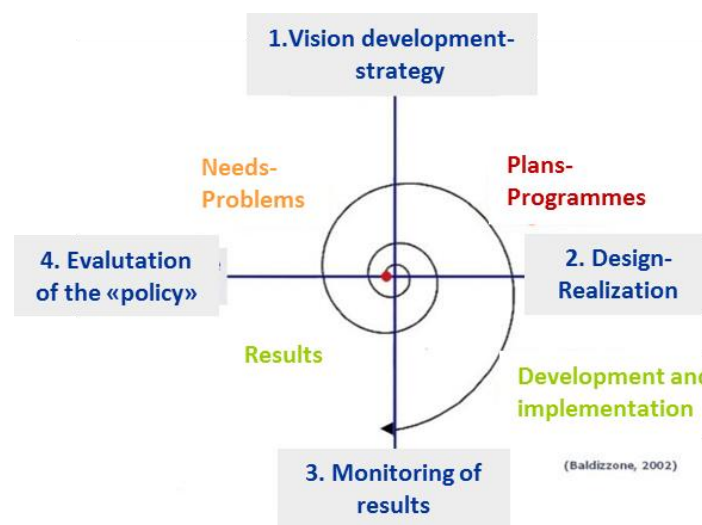 1.Vision development-
strategy
Needs-
Problems
Plans-
Programmes
4. Evalutation
of the «policy»
2. Design-
Realization
Results
Development and
implementation
3. Monitoring of
results
(Baldizzone, 2002)